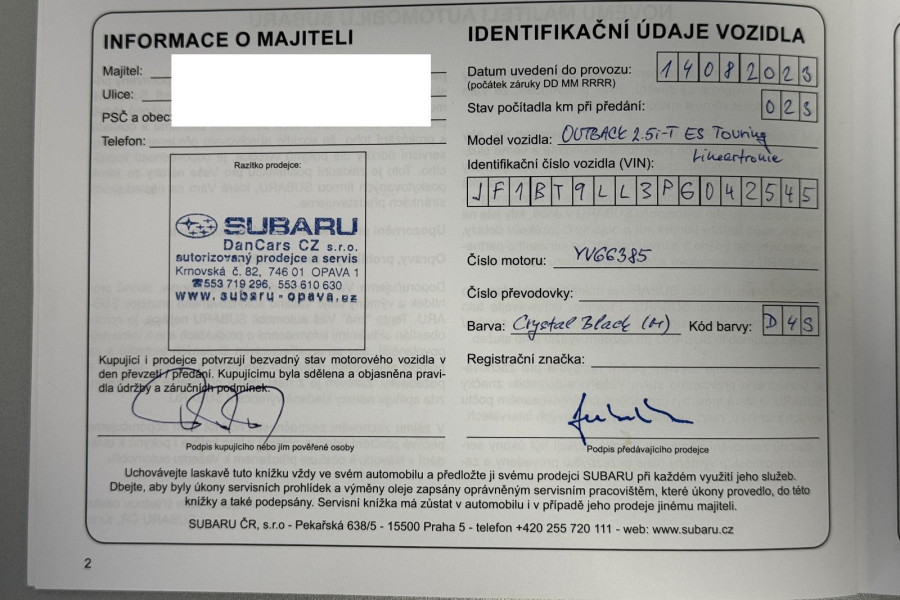 INFORMACE O MAJITELI
Majitel:
Ulice:
PSČ a obec:
Telefon:
Razítko prodejce:
SUBARU
DanCars CZ s.r.o.
autorizovaný prodejce a servis
Krnovská č. 82, 746 01 OPAVA 1
☎553 719 296, 553 610 630
www.subaru-opava.cz
Kupující i prodejce potvrzují bezvadný stav motorového vozidla v
den převzetí / předání. Kupujícímu byla sdělena a objasněna pravi-
dla údržby a záručních podmínek.
Podpis kupujícího nebo jím pověřené osoby
IDENTIFIKAČNÍ ÚDAJE VOZIDLA
Datum uvedení do provozu: 14082023
(počátek záruky DD MM RRRR)
Stav počítadla km při předání: 023
Model vozidla: OUTBACK 2.5i-T ES Touring
Lineartronic
Identifikační číslo vozidla (VIN):
JF1BT9LL3PG042545
Číslo motoru: YV66385
Číslo převodovky:
Barva: Crystal Black (M) Kód barvy: D4S
Registrační značka:
Podpis předávajícího prodejce
Uchovávejte laskavě tuto knížku vždy ve svém automobilu a předložte ji svému prodejci SUBARU při každém využití jeho služeb.
Dbejte, aby byly úkony servisních prohlídek a výměny oleje zapsány oprávněným servisním pracovištěm, které úkony provedlo, do této
knížky a také podepsány. Servisní knížka má zůstat v automobilu i v případě jeho prodeje jinému majiteli.
SUBARU ČR, s.r.o - Pekařská 638/5 - 15500 Praha 5 - telefon +420 255 720 111 - web: www.subaru.cz
2